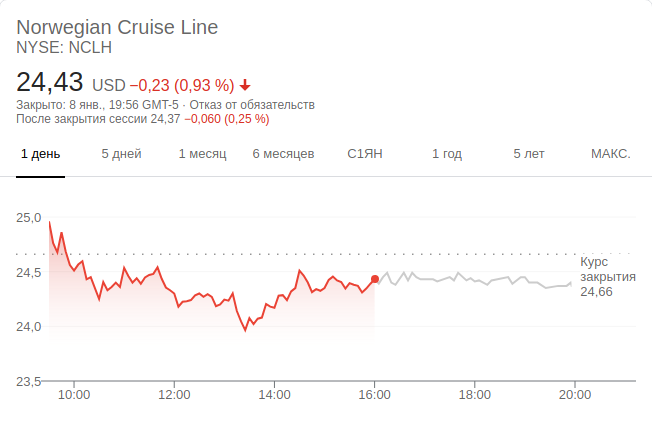 Norwegian Cruise Line
NYSE: NCLH
24,43 USD −0,23 (0,93 %)
Закрыто: 8 янв., 19:56 GMT-5 · Отказ от обязательств
После закрытия сессии 24,37 −0,060 (0,25 %)
1 день 5 дней 1 месяц 6 месяцев С1ЯН 1 год 5 лет МАКС.
25,0
Курс
24,5 закрытия
24,66
24,0
23,5
10:00 12:00 14:00 16:00 18:00 20:00